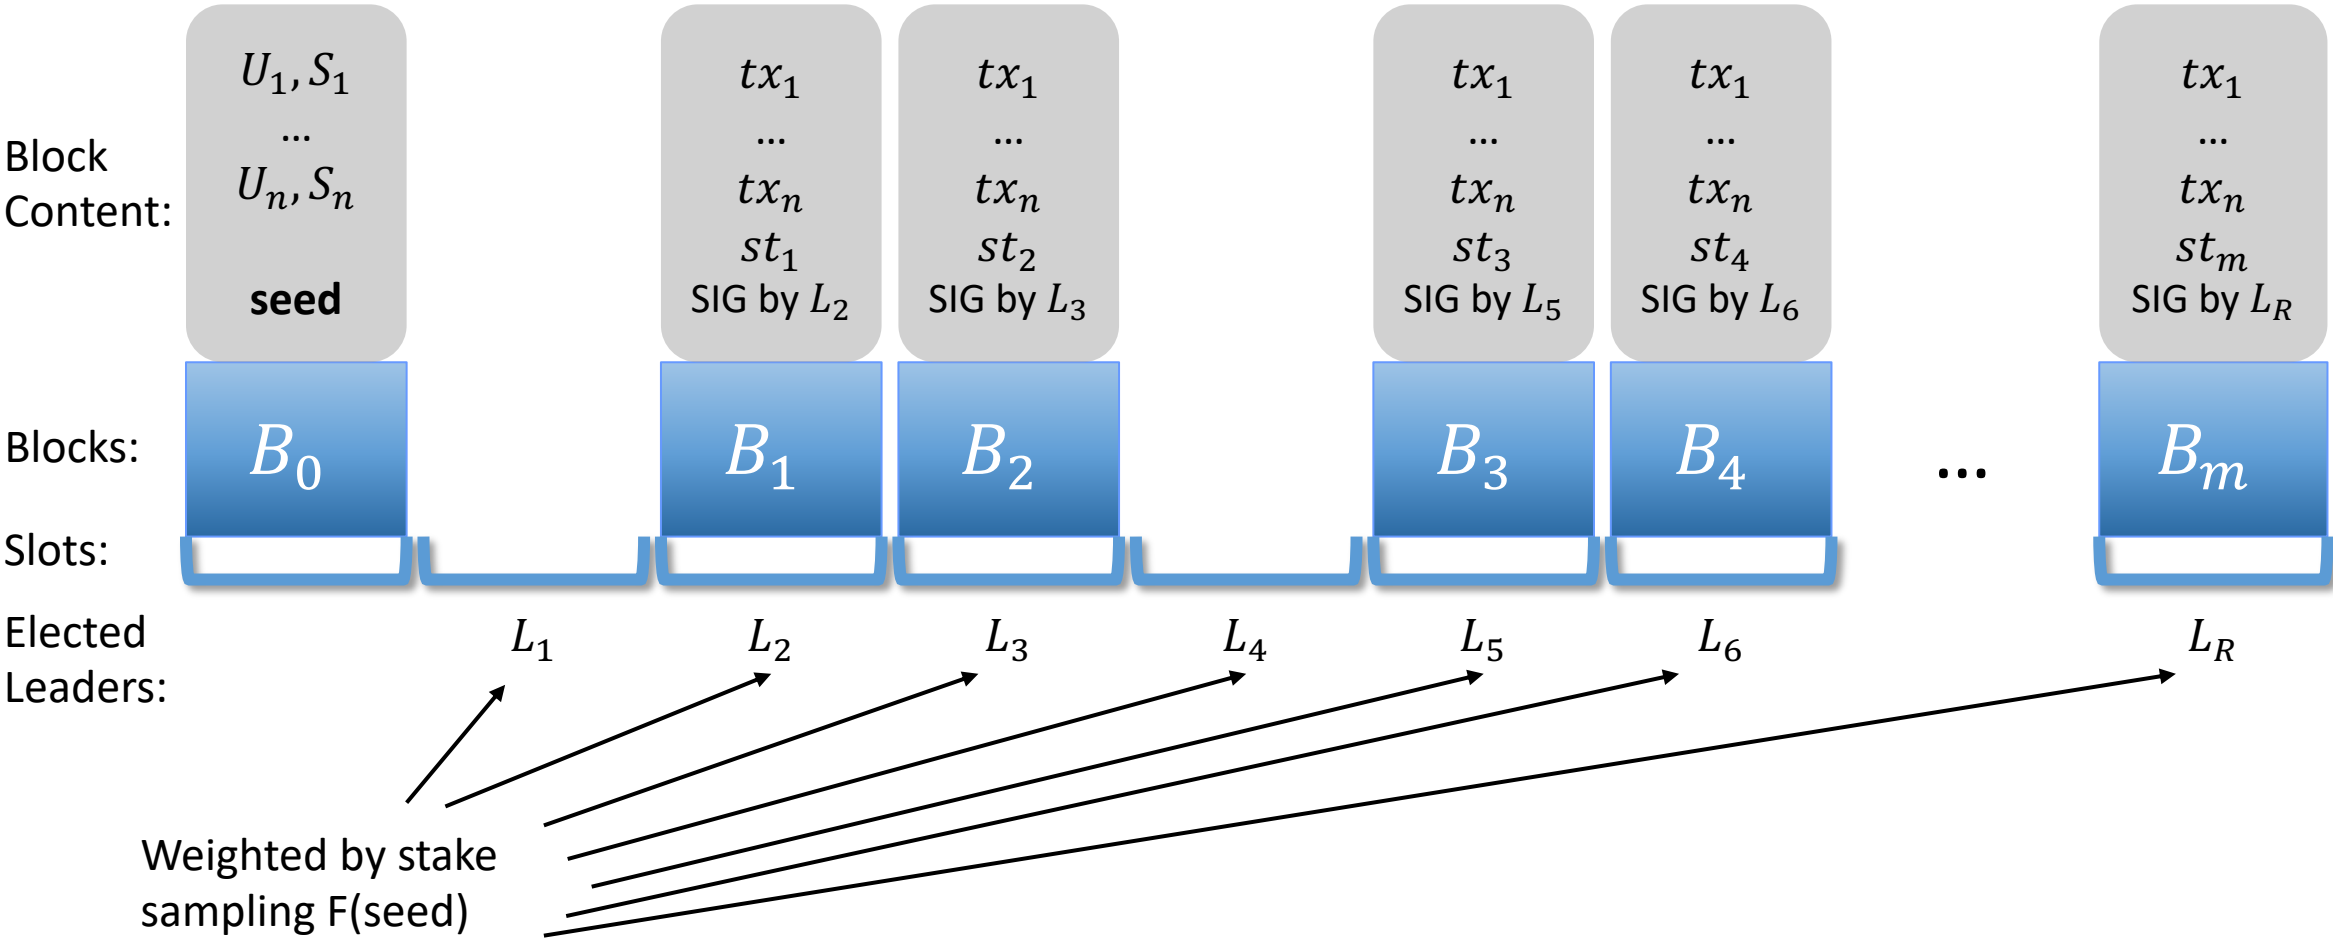 Block
Content:
U₁, S₁
...
Uₙ, Sₙ
seed
tx₁
...
txₙ
st₁
SIG by L₂
tx₁
...
txₙ
st₂
SIG by L₃
tx₁
...
txₙ
st₃
SIG by L₅
tx₁
...
txₙ
st₄
SIG by L₆
tx₁
...
txₙ
stₘ
SIG by L_R
Blocks:
B₀
B₁
B₂
B₃
B₄
...
Bₘ
Slots:
Elected
Leaders:
L₁
L₂
L₃
L₄
L₅
L₆
L_R
Weighted by stake
sampling F(seed)